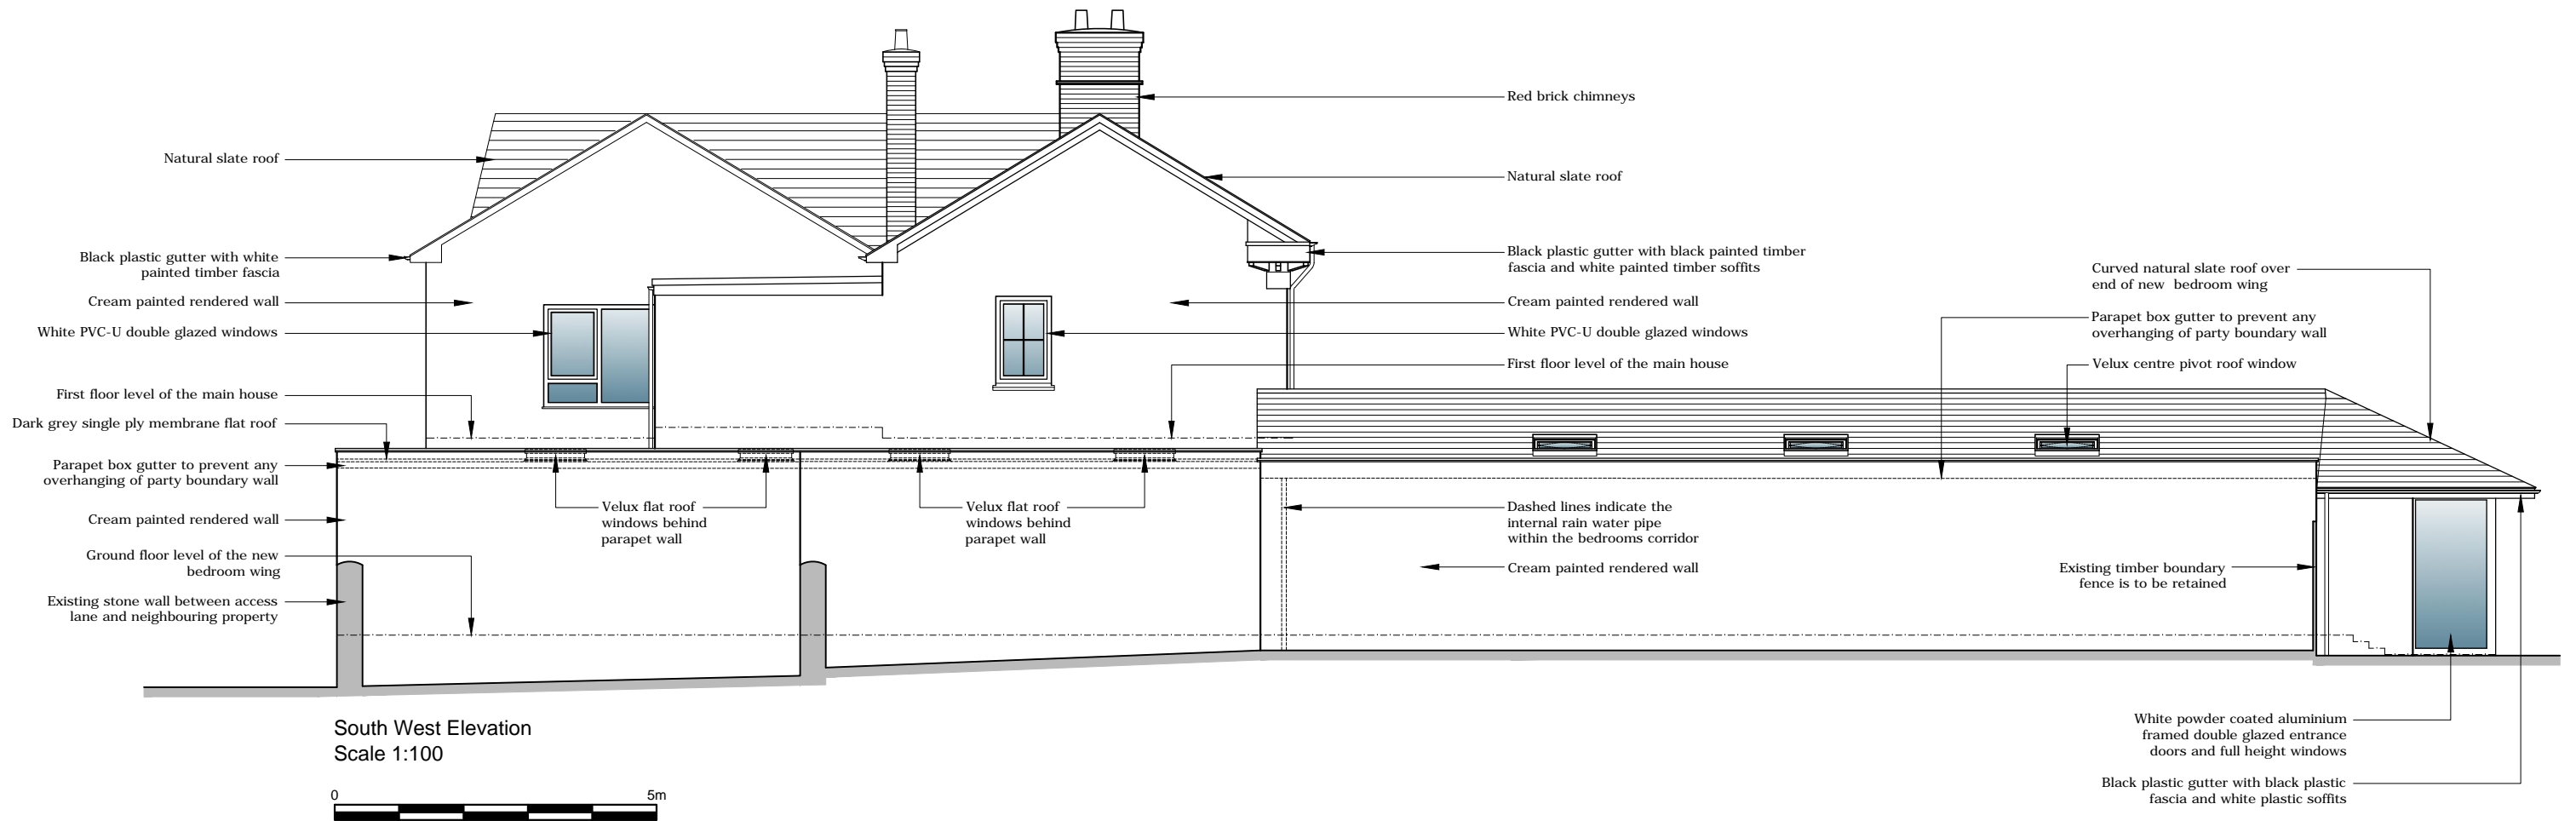 Natural slate roof
Black plastic gutter with white
painted timber fascia
Cream painted rendered wall
White PVC-U double glazed windows
First floor level of the main house
Dark grey single ply membrane flat roof
Parapet box gutter to prevent any
overhanging of party boundary wall
Cream painted rendered wall
Ground floor level of the new
bedroom wing
Existing stone wall between access
lane and neighbouring property
Velux flat roof
windows behind
parapet wall
Velux flat roof
windows behind
parapet wall
Red brick chimneys
Natural slate roof
Black plastic gutter with black painted timber
fascia and white painted timber soffits
Cream painted rendered wall
White PVC-U double glazed windows
First floor level of the main house
Dashed lines indicate the
internal rain water pipe
within the bedrooms corridor
Cream painted rendered wall
Curved natural slate roof over
end of new bedroom wing
Parapet box gutter to prevent any
overhanging of party boundary wall
Velux centre pivot roof window
Existing timber boundary
fence is to be retained
White powder coated aluminium
framed double glazed entrance
doors and full height windows
Black plastic gutter with black plastic
fascia and white plastic soffits
South West Elevation
Scale 1:100
0 5m